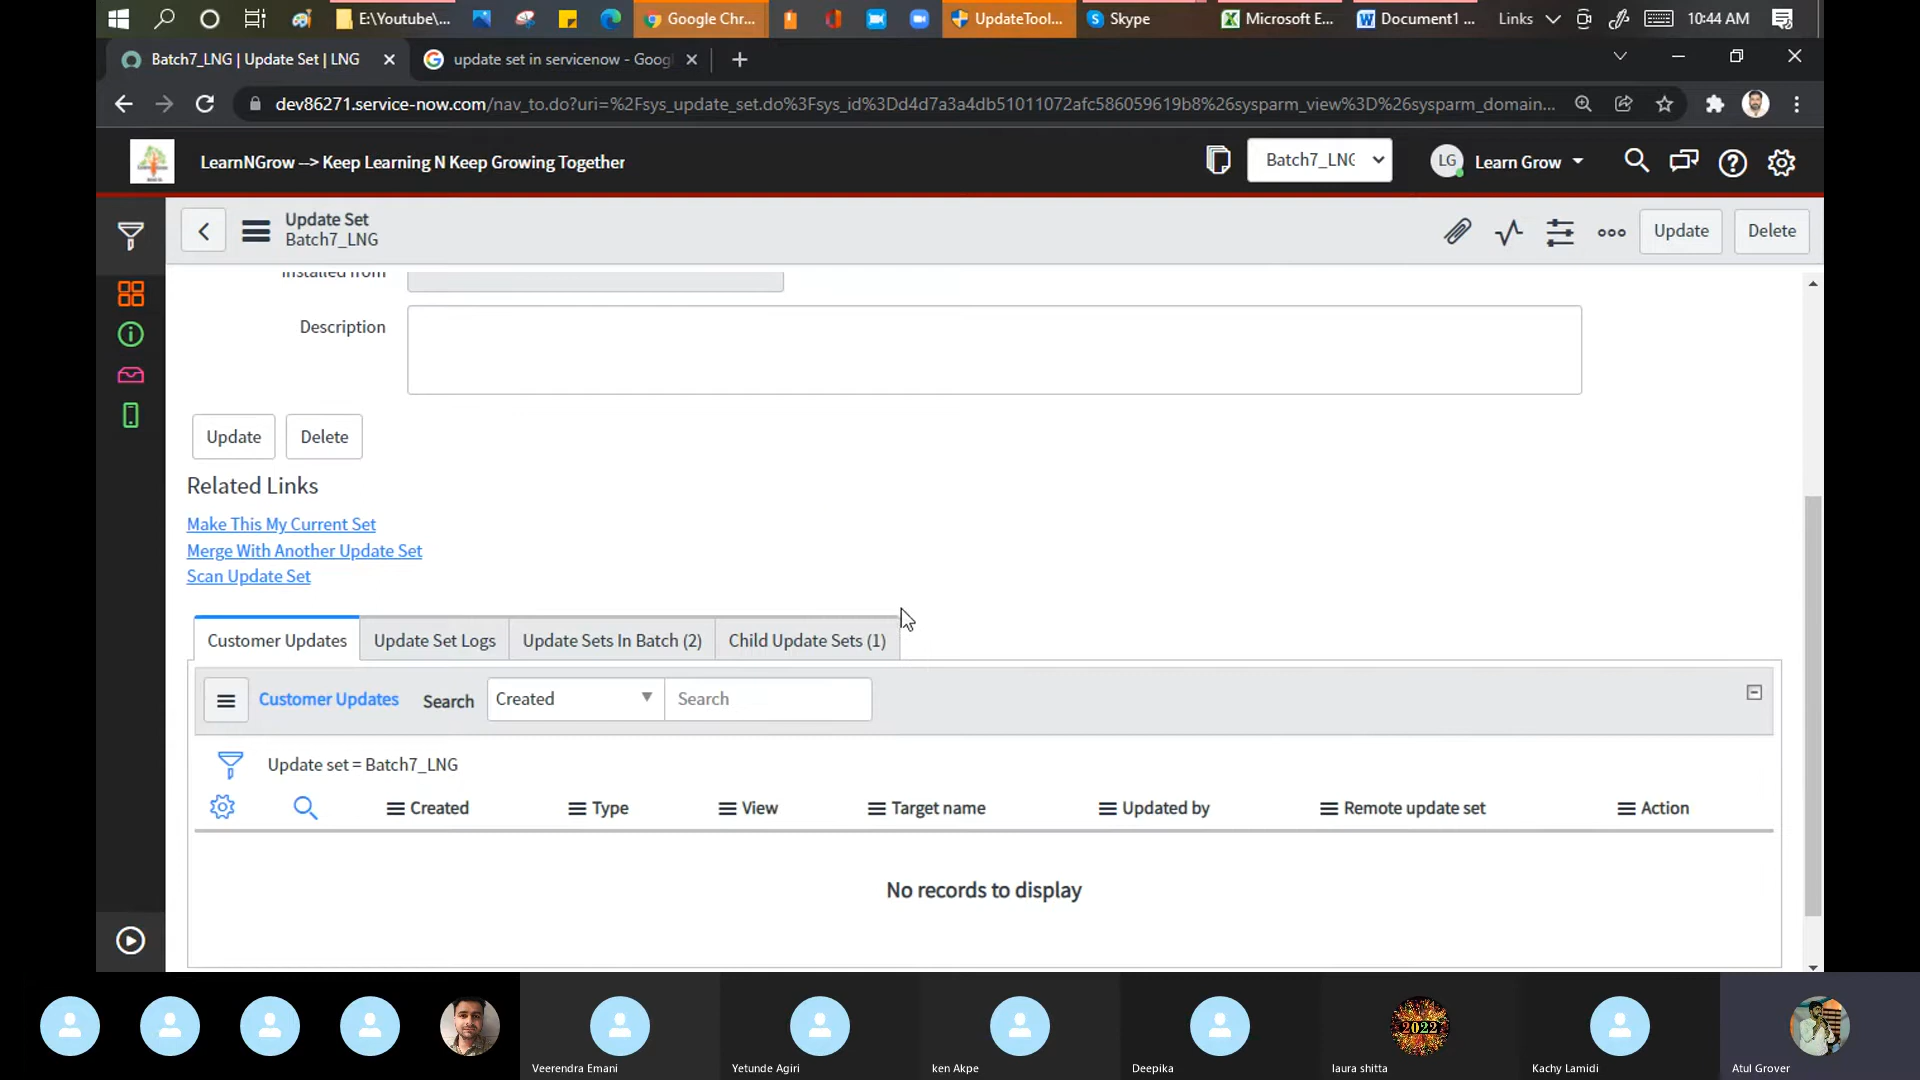 E:\Youtube\...
Google Chr...
UpdateTool...
Skype
Microsoft E...
Document1 ...
Links
10:44 AM
Batch7_LNG | Update Set | LNG
update set in servicenow - Goog
dev86271.service-now.com/nav_to.do?uri=%2Fsys_update_set.do%3Fsys_id%3Dd4d7a3a4db51011072afc586059619b8%26sysparm_view%3D%26sysparm_domain...
LearnNGrow --> Keep Learning N Keep Growing Together
Batch7_LNG
LG
Learn Grow
Update Set
Batch7_LNG
Update
Delete
Installed from
Description
Update
Delete
Related Links
Make This My Current Set
Merge With Another Update Set
Scan Update Set
Customer Updates
Update Set Logs
Update Sets In Batch (2)
Child Update Sets (1)
Customer Updates
Search
Created
Search
Update set = Batch7_LNG
Created
Type
View
Target name
Updated by
Remote update set
Action
No records to display
2022
Veerendra Emani
Yetunde Agiri
ken Akpe
Deepika
laura shitta
Kachy Lamidi
Atul Grover